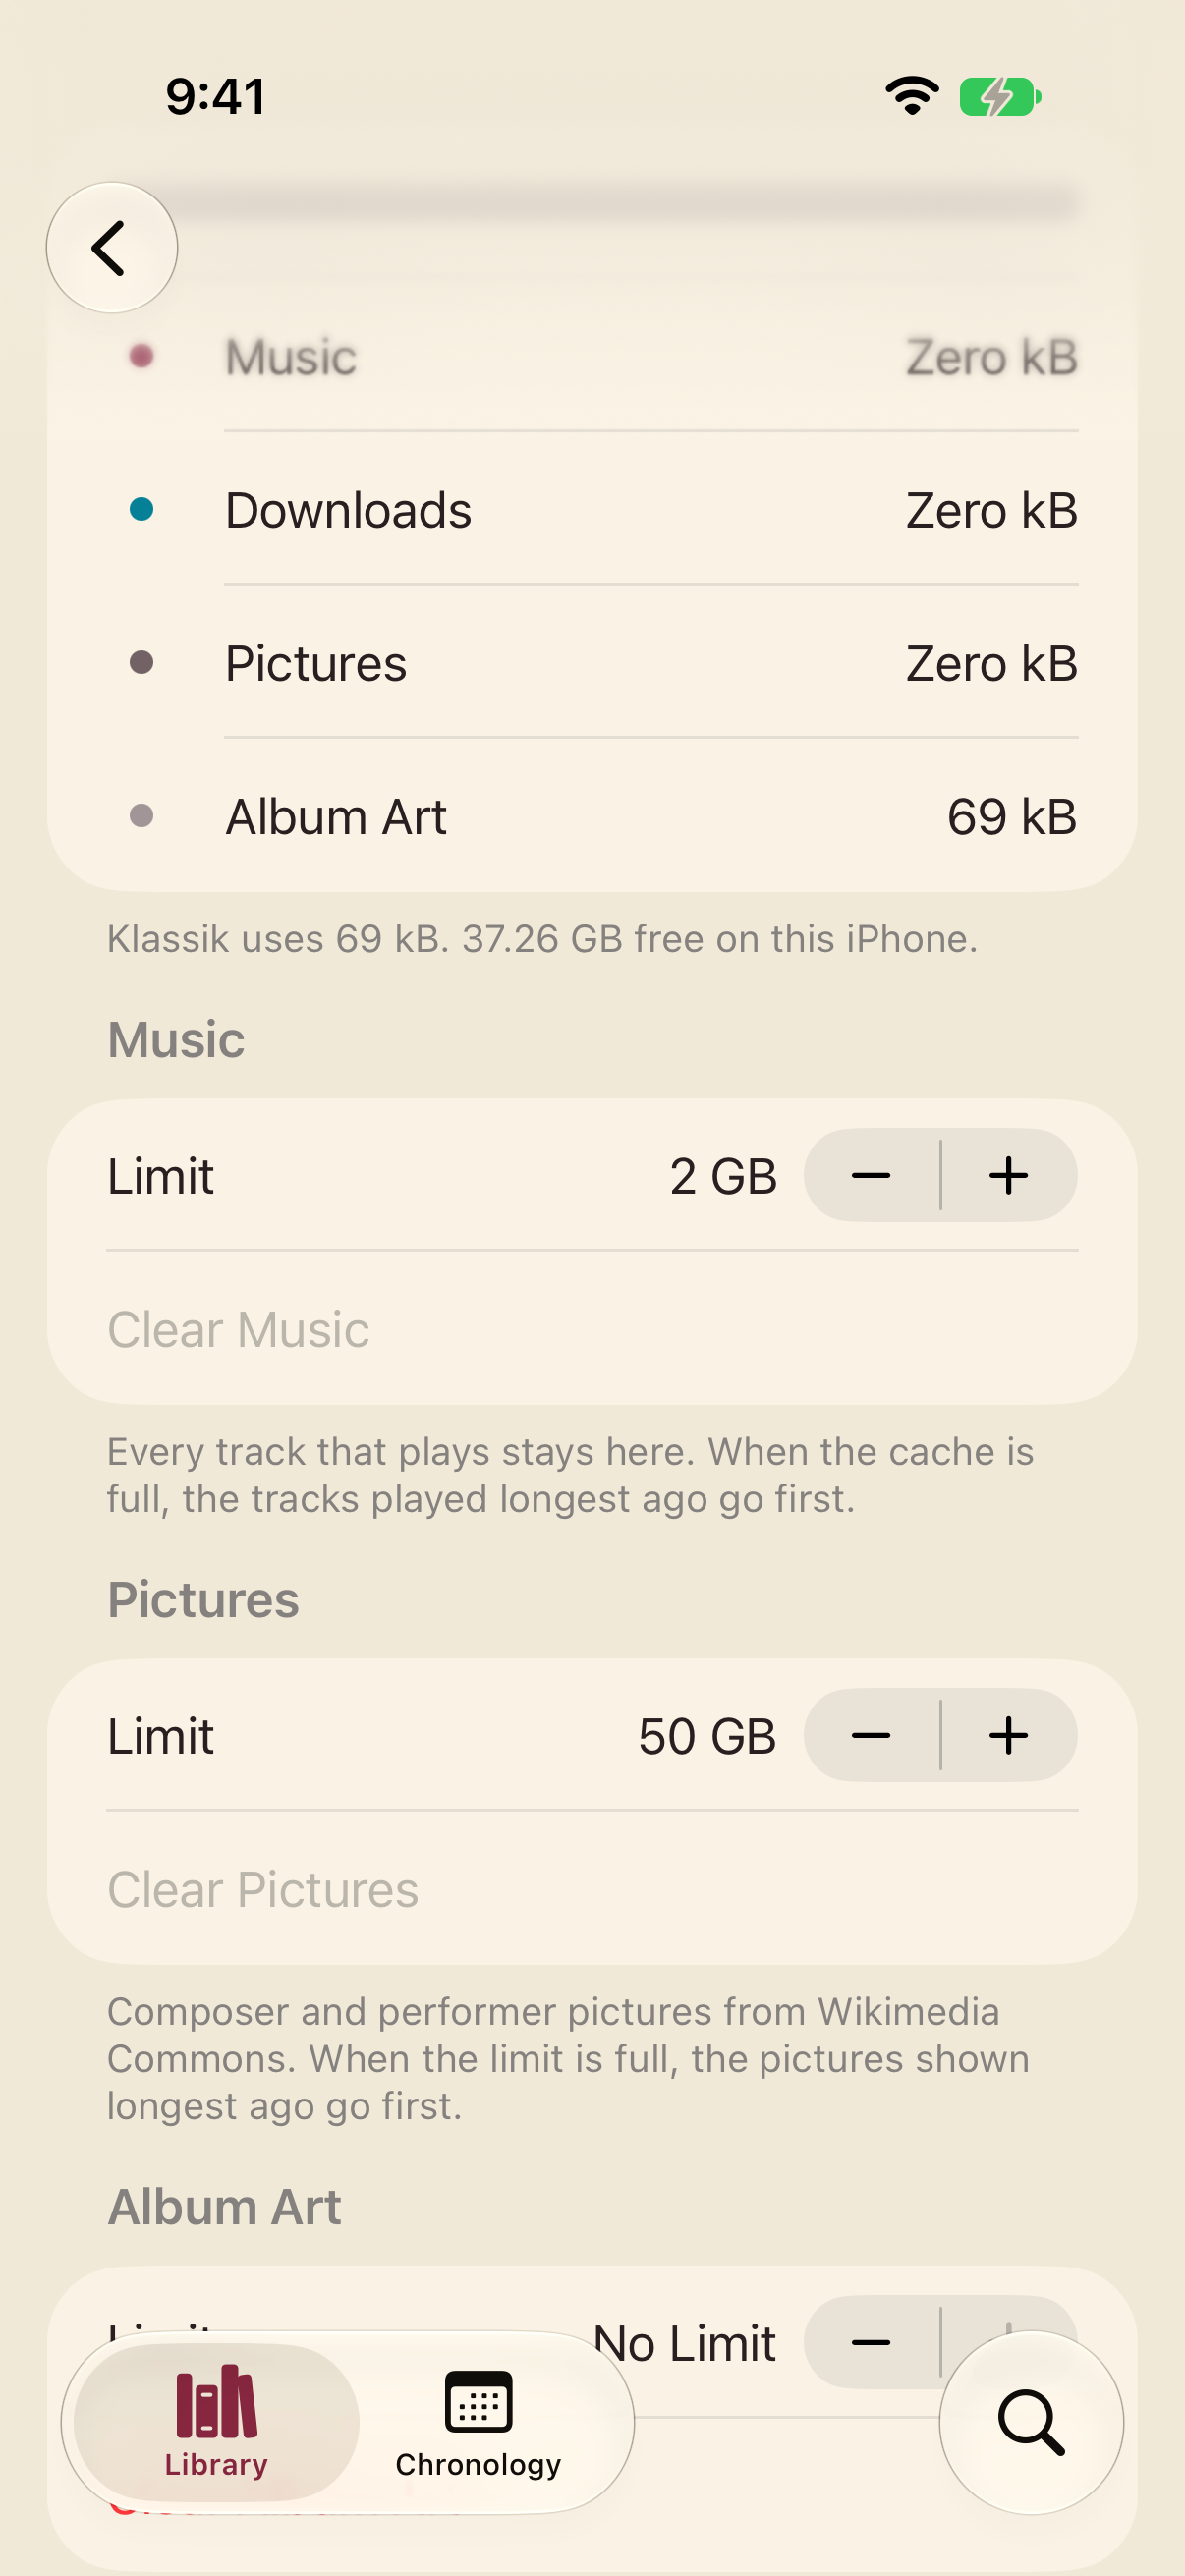 9:41
Music Zero kB
Downloads Zero kB
Pictures Zero kB
Album Art 69 kB
Klassik uses 69 kB. 37.26 GB free on this iPhone.
Music
Limit 2 GB
Clear Music
Every track that plays stays here. When the cache is
full, the tracks played longest ago go first.
Pictures
Limit 50 GB
Clear Pictures
Composer and performer pictures from Wikimedia
Commons. When the limit is full, the pictures shown
longest ago go first.
Album Art
Limit No Limit
Library Chronology